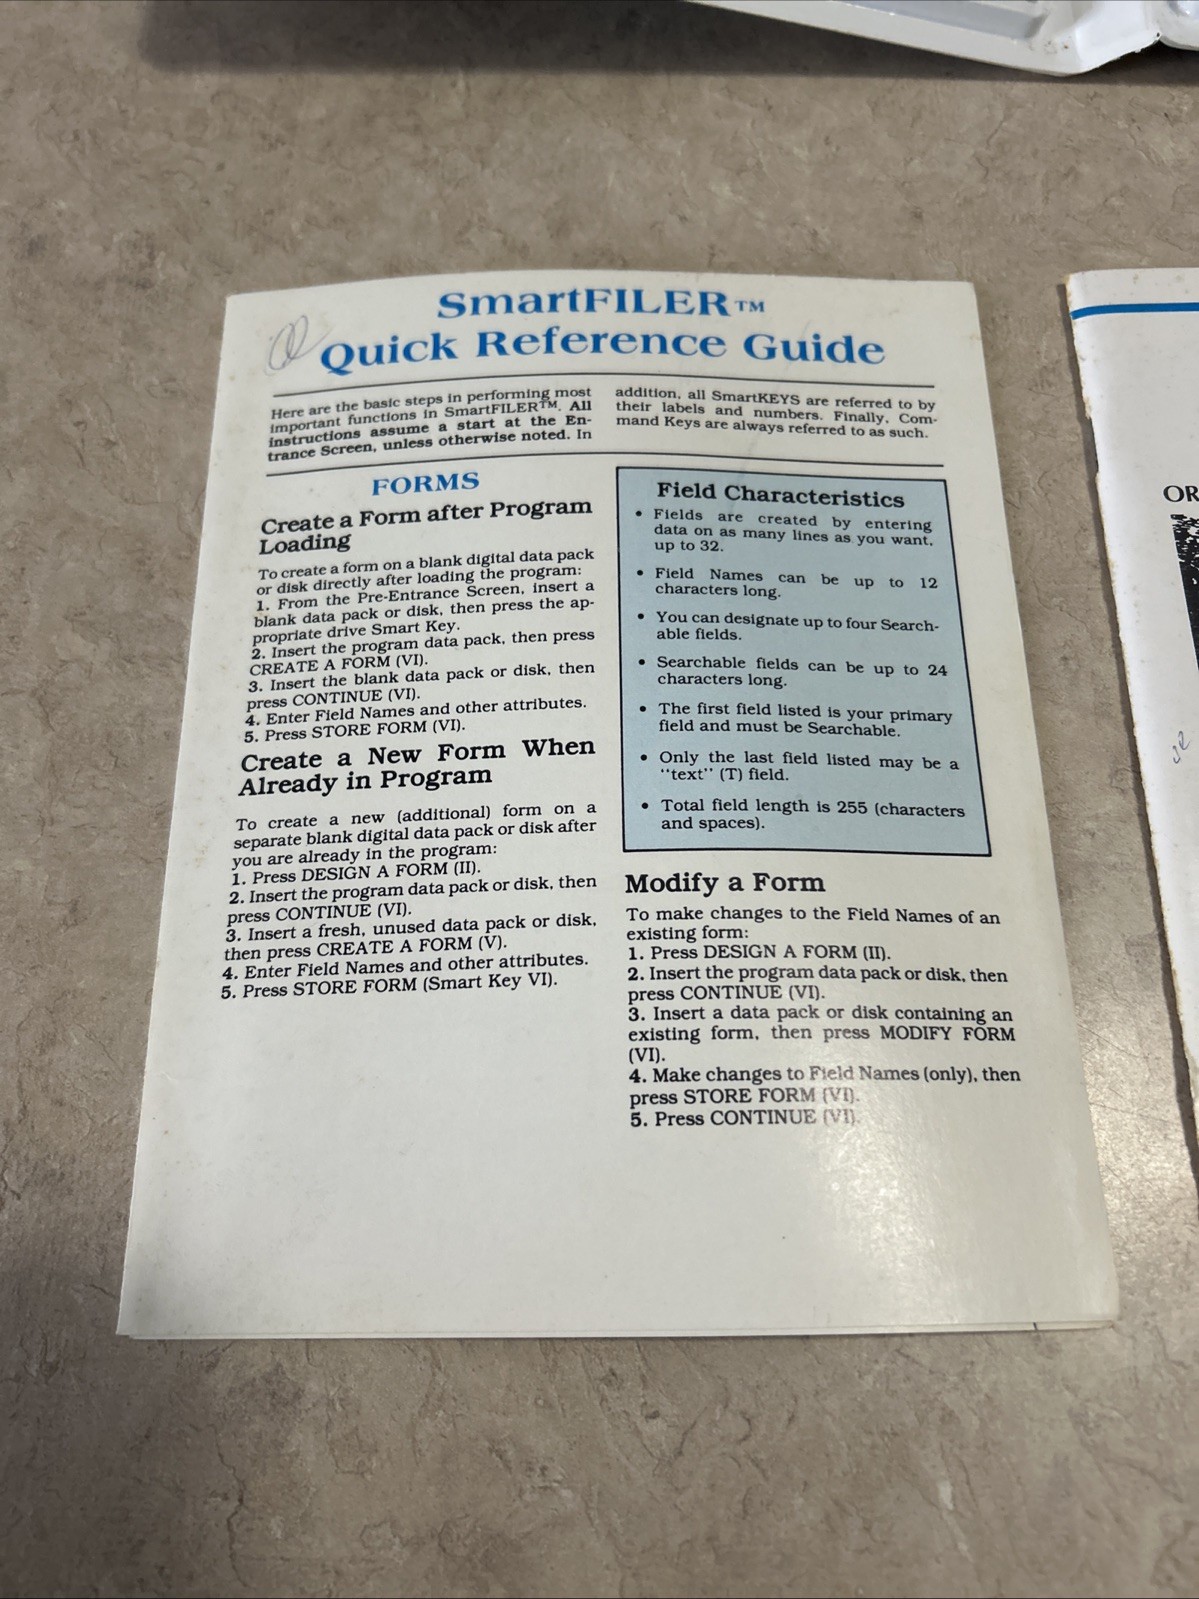 SmartFILER™
Quick Reference Guide
Here are the basic steps in performing most
important functions in SmartFILER™. All
instructions assume a start at the En-
trance Screen, unless otherwise noted. In
addition, all SmartKEYS are referred to by
their labels and numbers. Finally, Com-
mand Keys are always referred to as such.
FORMS
Create a Form after Program
Loading
To create a form on a blank digital data pack
or disk directly after loading the program:
1. From the Pre-Entrance Screen, insert a
blank data pack or disk, then press the ap-
propriate drive Smart Key.
2. Insert the program data pack, then press
CREATE A FORM (VI).
3. Insert the blank data pack or disk, then
press CONTINUE (VI).
4. Enter Field Names and other attributes.
5. Press STORE FORM (VI).
Create a New Form When
Already in Program
To create a new (additional) form on a
separate blank digital data pack or disk after
you are already in the program:
1. Press DESIGN A FORM (II).
2. Insert the program data pack or disk, then
press CONTINUE (VI).
3. Insert a fresh, unused data pack or disk,
then press CREATE A FORM (V).
4. Enter Field Names and other attributes.
5. Press STORE FORM (Smart Key VI).
Field Characteristics
• Fields are created by entering
data on as many lines as you want,
up to 32.
• Field Names can be up to 12
characters long.
• You can designate up to four Search-
able fields.
• Searchable fields can be up to 24
characters long.
• The first field listed is your primary
field and must be Searchable.
• Only the last field listed may be a
"text" (T) field.
• Total field length is 255 (characters
and spaces).
Modify a Form
To make changes to the Field Names of an
existing form:
1. Press DESIGN A FORM (II).
2. Insert the program data pack or disk, then
press CONTINUE (VI).
3. Insert a data pack or disk containing an
existing form, then press MODIFY FORM
(VI).
4. Make changes to Field Names (only), then
press STORE FORM (VI).
5. Press CONTINUE (VI).
OR